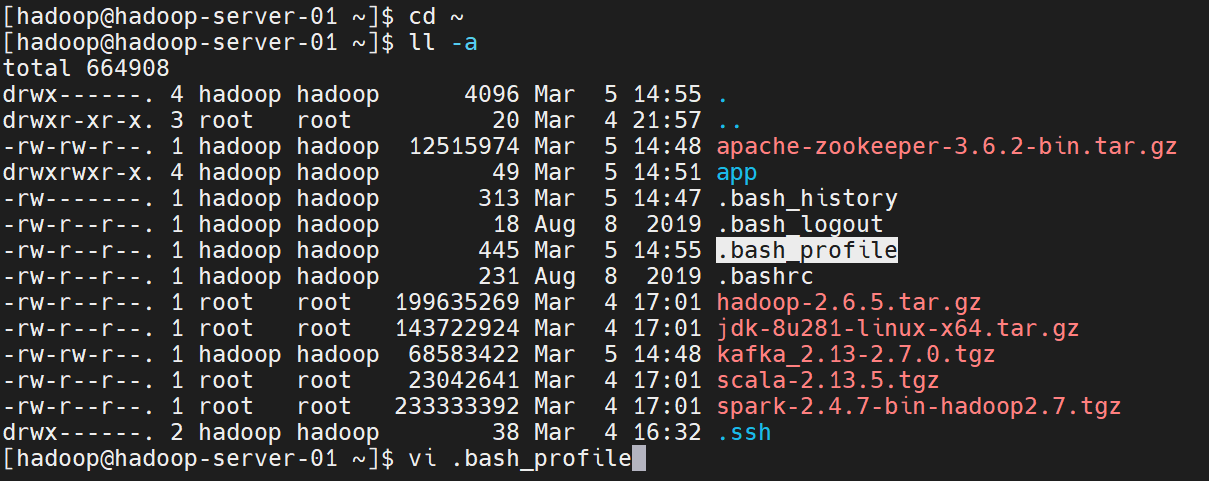 [hadoop@hadoop-server-01 ~]$ cd ~
[hadoop@hadoop-server-01 ~]$ ll -a
total 664908
drwx------. 4 hadoop hadoop      4096 Mar  5 14:55 .
drwxr-xr-x. 3 root   root          20 Mar  4 21:57 ..
-rw-rw-r--. 1 hadoop hadoop  12515974 Mar  5 14:48 apache-zookeeper-3.6.2-bin.tar.gz
drwxrwxr-x. 4 hadoop hadoop        49 Mar  5 14:51 app
-rw-------. 1 hadoop hadoop       313 Mar  5 14:47 .bash_history
-rw-r--r--. 1 hadoop hadoop        18 Aug  8  2019 .bash_logout
-rw-r--r--. 1 hadoop hadoop       445 Mar  5 14:55 .bash_profile
-rw-r--r--. 1 hadoop hadoop       231 Aug  8  2019 .bashrc
-rw-r--r--. 1 root   root   199635269 Mar  4 17:01 hadoop-2.6.5.tar.gz
-rw-r--r--. 1 root   root   143722924 Mar  4 17:01 jdk-8u281-linux-x64.tar.gz
-rw-rw-r--. 1 hadoop hadoop  68583422 Mar  5 14:48 kafka_2.13-2.7.0.tgz
-rw-r--r--. 1 root   root    23042641 Mar  4 17:01 scala-2.13.5.tgz
-rw-r--r--. 1 root   root   233333392 Mar  4 17:01 spark-2.4.7-bin-hadoop2.7.tgz
drwx------. 2 hadoop hadoop        38 Mar  4 16:32 .ssh
[hadoop@hadoop-server-01 ~]$ vi .bash_profile